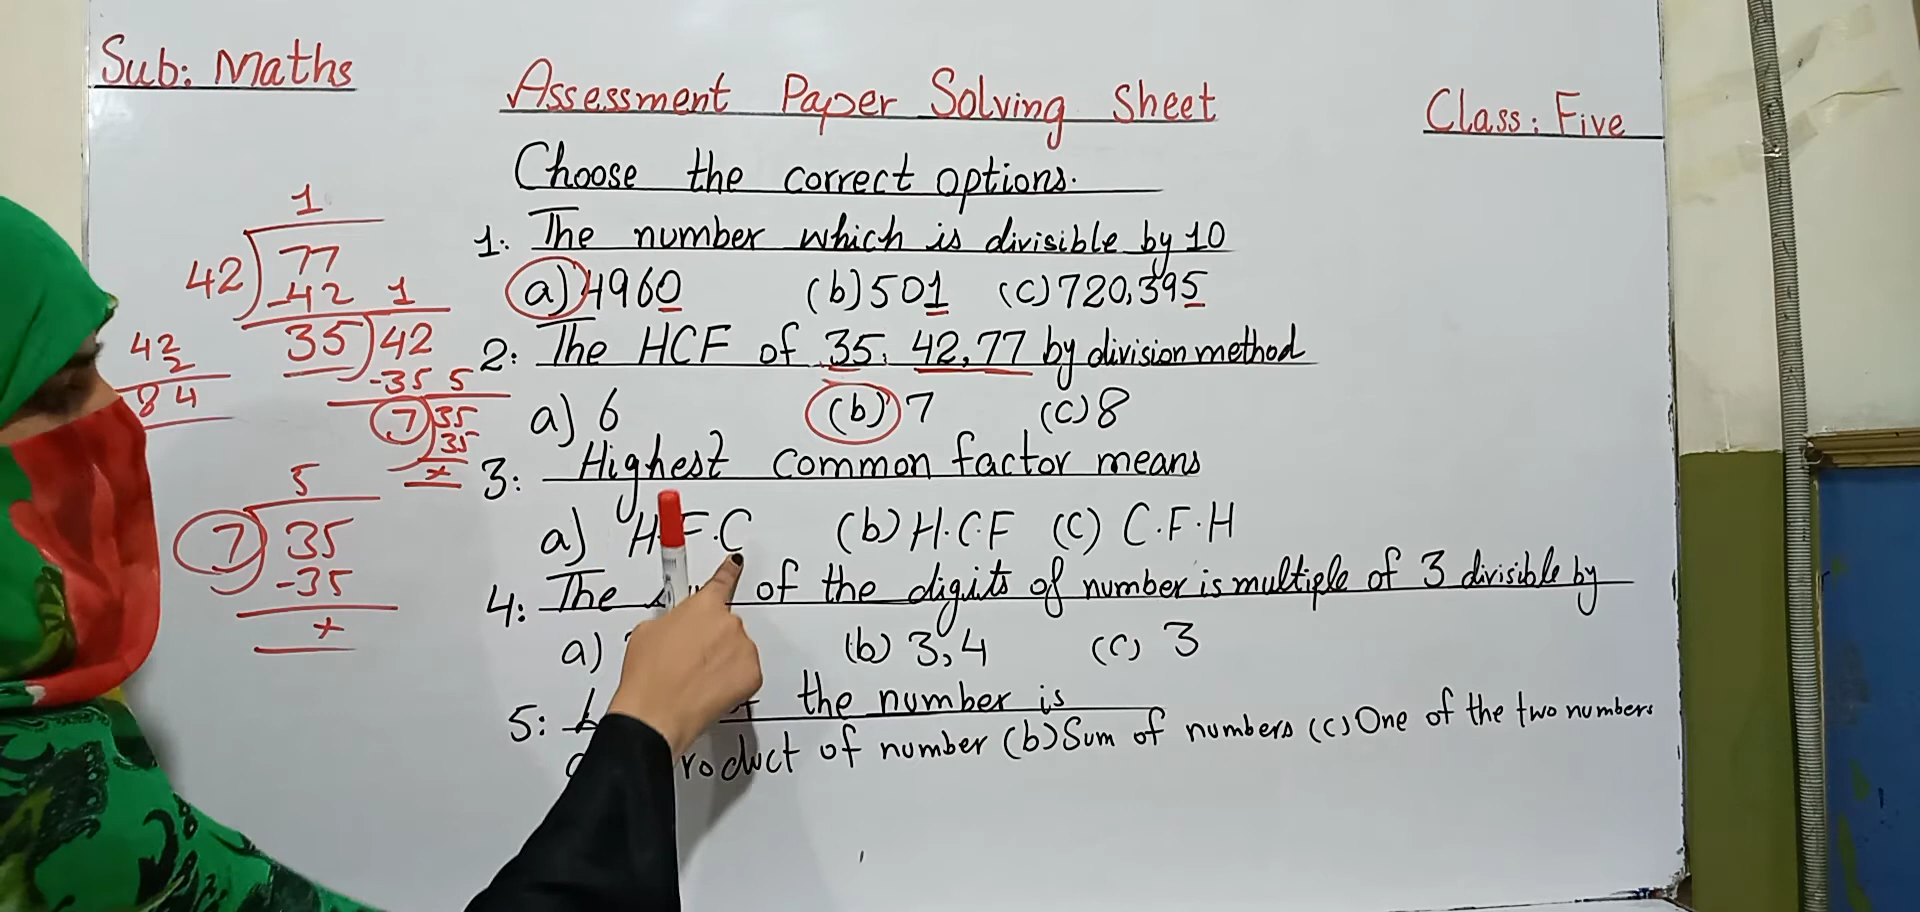 Sub: Maths
Assessment Paper Solving Sheet
Class: Five
Choose the correct options.
1: The number which is divisible by 10
a) 4960 (b) 501 (c) 720,395
2: The HCF of 35, 42, 77 by division method
a) 6 (b) 7 (c) 8
3: Highest common factor means
a) H.F.C (b) H.C.F (c) C.F.H
4: The of the digits of number is multiple of 3 divisible by
a) (b) 3,4 (c) 3
5: the number is
of number (b) Sum of numbers (c) One of the two numbers
1
42) 77
-42 1
35) 42
-35 5
7) 35
35
x
42
2
84
5
7) 35
-35
x